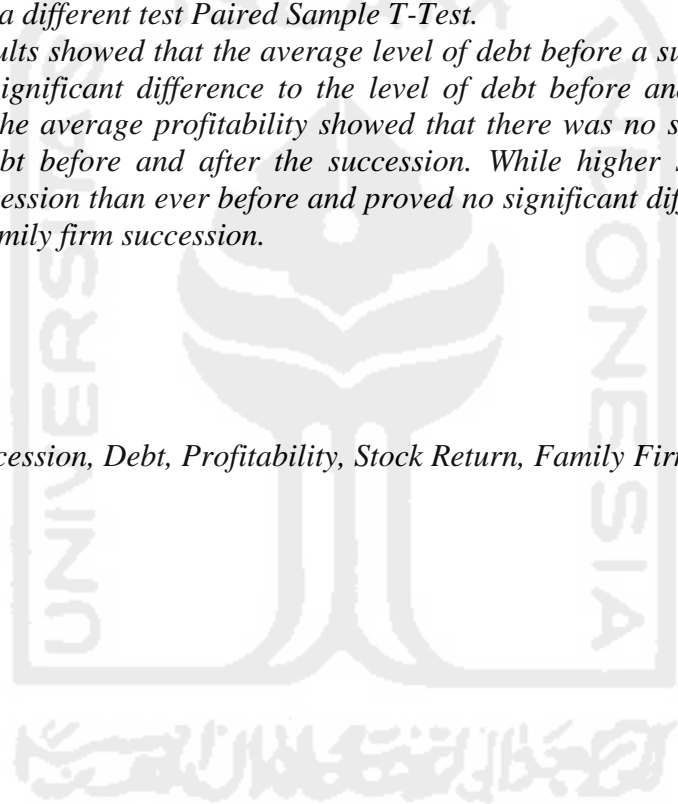 a different test Paired Sample T-Test.
ults showed that the average level of debt before a su
ignificant difference to the level of debt before an
he average profitability showed that there was no s
bt before and after the succession. While higher s
ession than ever before and proved no significant dif
mily firm succession.
cession, Debt, Profitability, Stock Return, Family Fir
UNIVERSITAS
INDONESIA